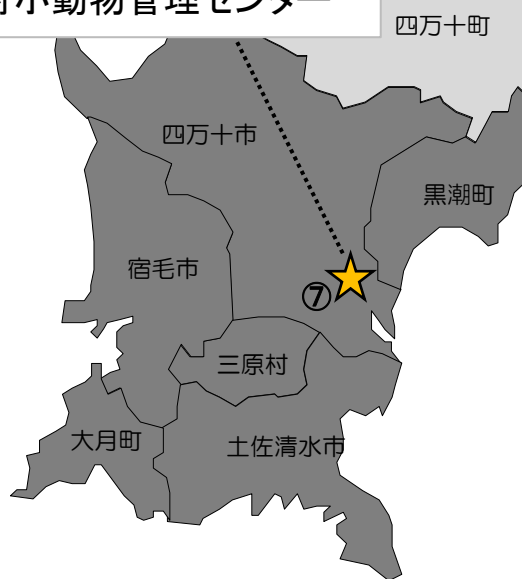 小動物管理センター
四万十町
四万十市
黒潮町
宿毛市
⑦
三原村
大月町
土佐清水市